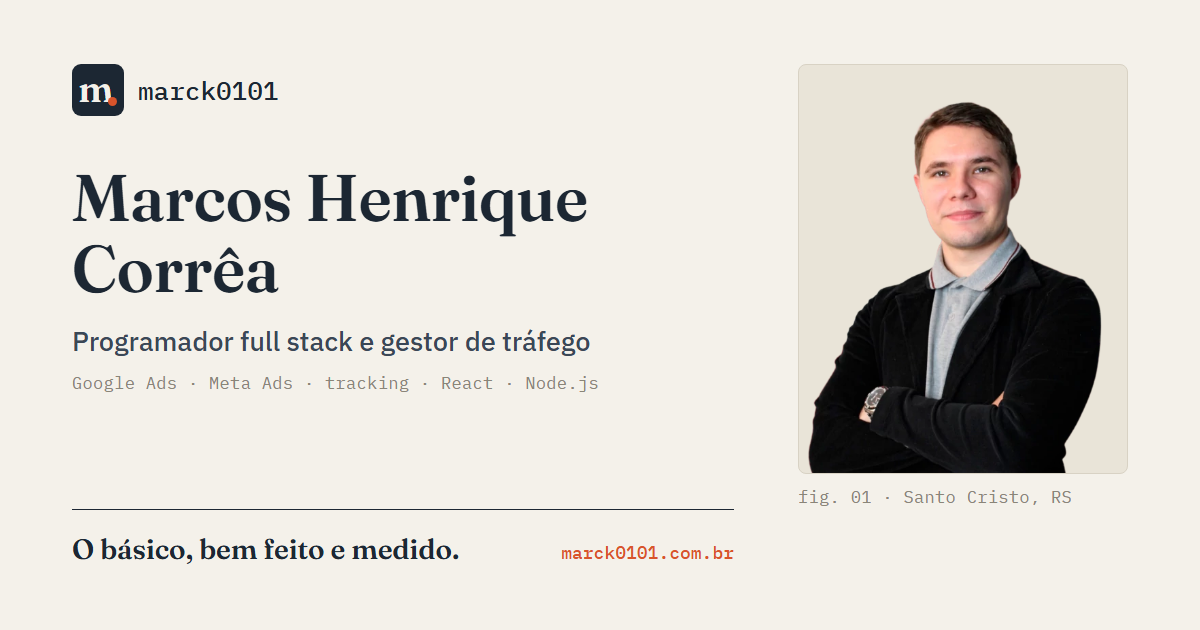 m.
marck0101
Marcos Henrique
Corrêa
Programador full stack e gestor de tráfego
Google Ads · Meta Ads · tracking · React · Node.js
O básico, bem feito e medido.
marck0101.com.br
fig. 01 · Santo Cristo, RS